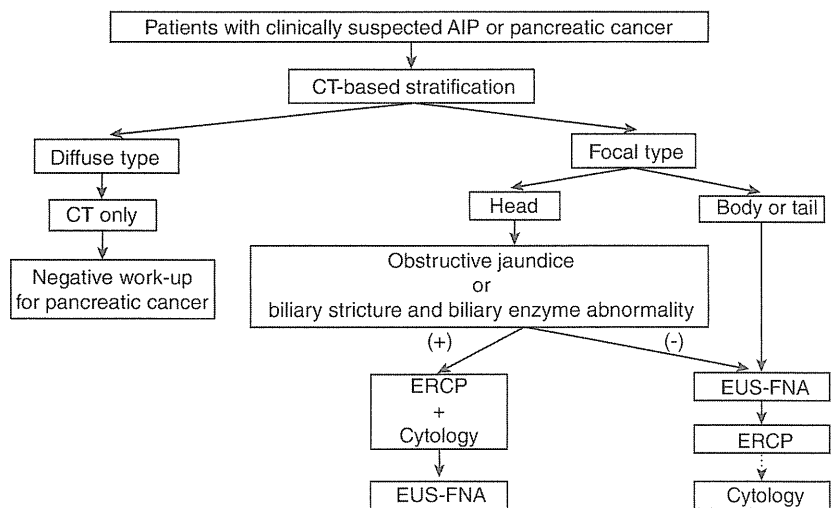 Patients with clinically suspected AIP or pancreatic cancer
CT-based stratification
Diffuse type
Focal type
CT only
Head
Body or tail
Negative work-up
for pancreatic cancer
Obstructive jaundice
or
biliary stricture and biliary enzyme abnormality
(+)
(-)
ERCP
+
Cytology
EUS-FNA
EUS-FNA
ERCP
Cytology